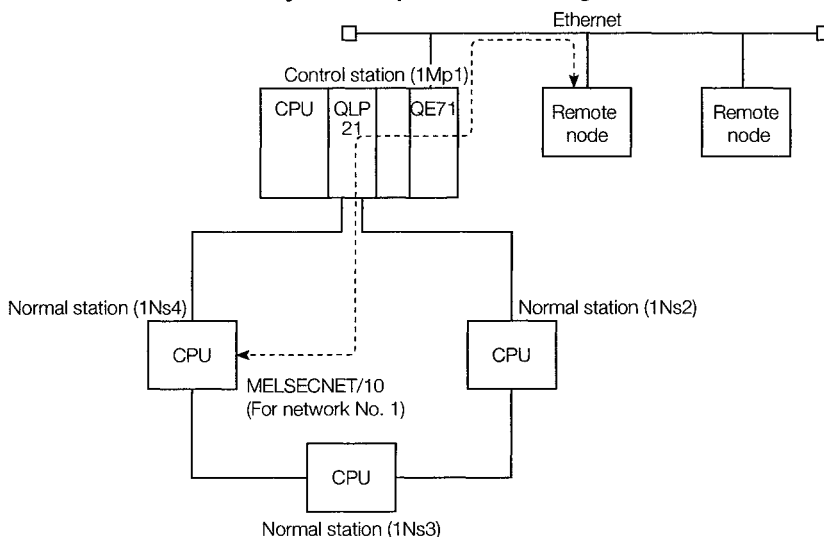 Ethernet
Control station (1Mp1)
CPU
QLP
21
QE71
Remote
node
Remote
node
Normal station (1Ns4)
Normal station (1Ns2)
CPU
CPU
MELSECNET/10
(For network No. 1)
CPU
Normal station (1Ns3)